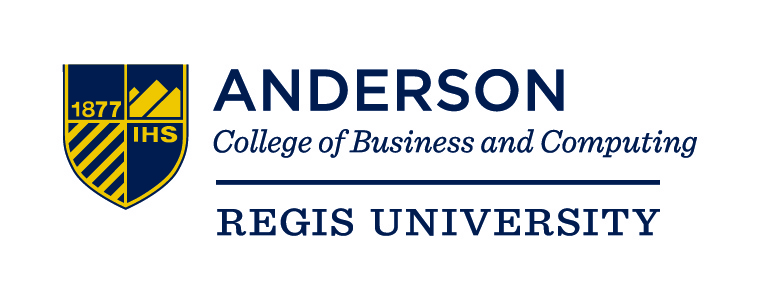 1877
IHS
ANDERSON
College of Business and Computing
REGIS UNIVERSITY